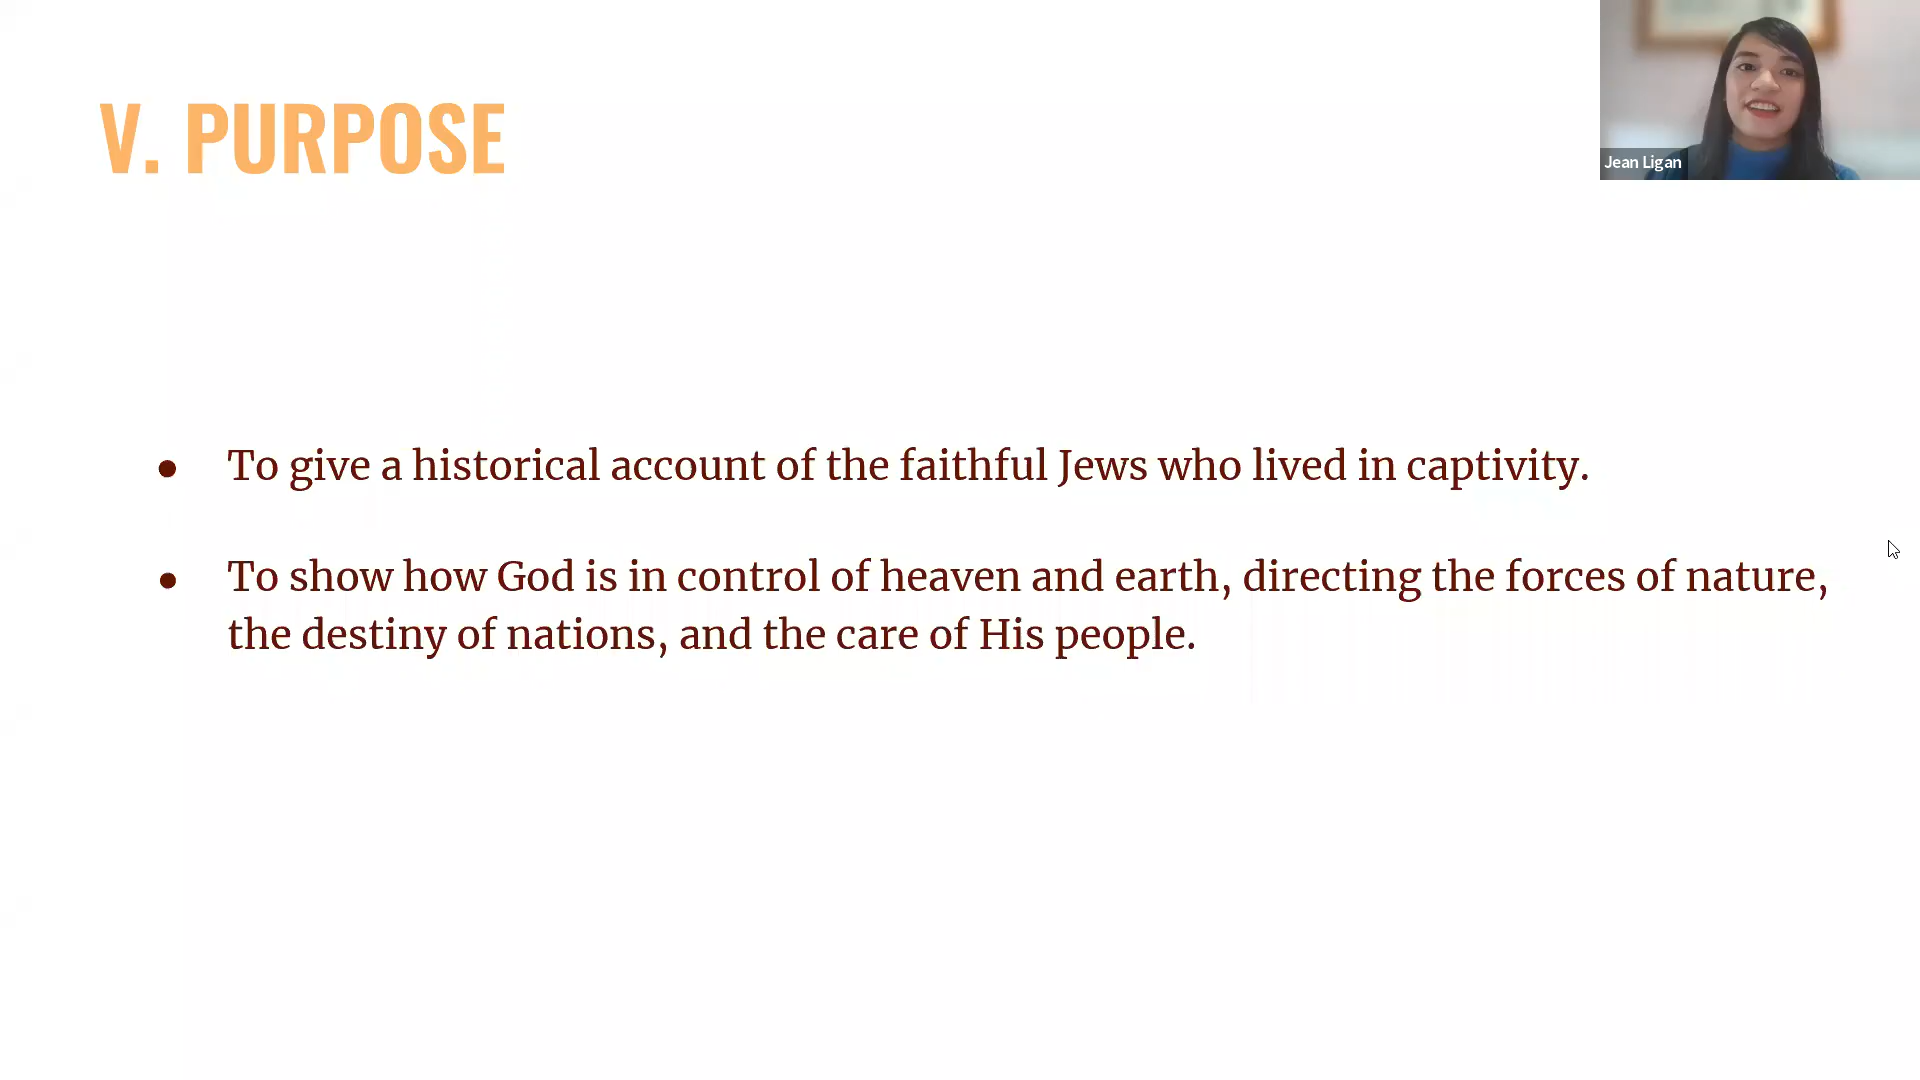 V. PURPOSE
Jean Ligan
● To give a historical account of the faithful Jews who lived in captivity.
● To show how God is in control of heaven and earth, directing the forces of nature,
the destiny of nations, and the care of His people.